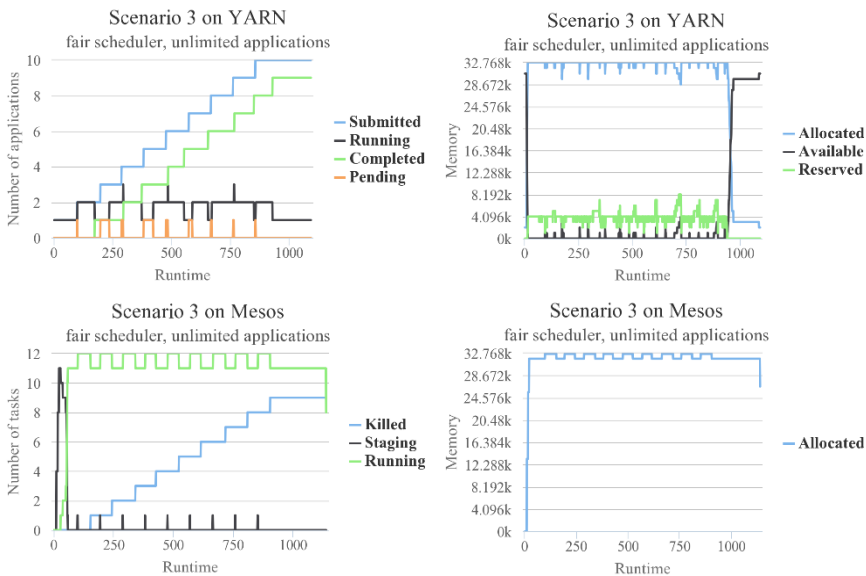 Scenario 3 on YARN
fair scheduler, unlimited applications
Number of applications
10
8
6
4
2
0
0
250
500
750
1000
Runtime
Submitted
Running
Completed
Pending
Scenario 3 on YARN
fair scheduler, unlimited applications
Memory
32.768k
28.672k
24.576k
20.48k
16.384k
12.288k
8.192k
4.096k
0k
0
250
500
750
1000
Runtime
Allocated
Available
Reserved
Scenario 3 on Mesos
fair scheduler, unlimited applications
Number of tasks
12
10
8
6
4
2
0
0
250
500
750
1000
Runtime
Killed
Staging
Running
Scenario 3 on Mesos
fair scheduler, unlimited applications
Memory
32.768k
28.672k
24.576k
20.48k
16.384k
12.288k
8.192k
4.096k
0k
0
250
500
750
1000
Runtime
Allocated